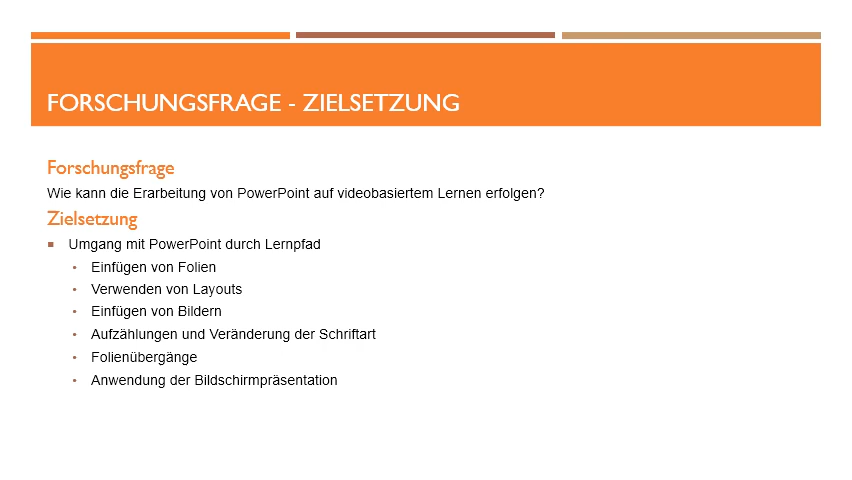 FORSCHUNGSFRAGE - ZIELSETZUNG
Forschungsfrage
Wie kann die Erarbeitung von PowerPoint auf videobasiertem Lernen erfolgen?
Zielsetzung
▪ Umgang mit PowerPoint durch Lernpfad
• Einfügen von Folien
• Verwenden von Layouts
• Einfügen von Bildern
• Aufzählungen und Veränderung der Schriftart
• Folienübergänge
• Anwendung der Bildschirmpräsentation